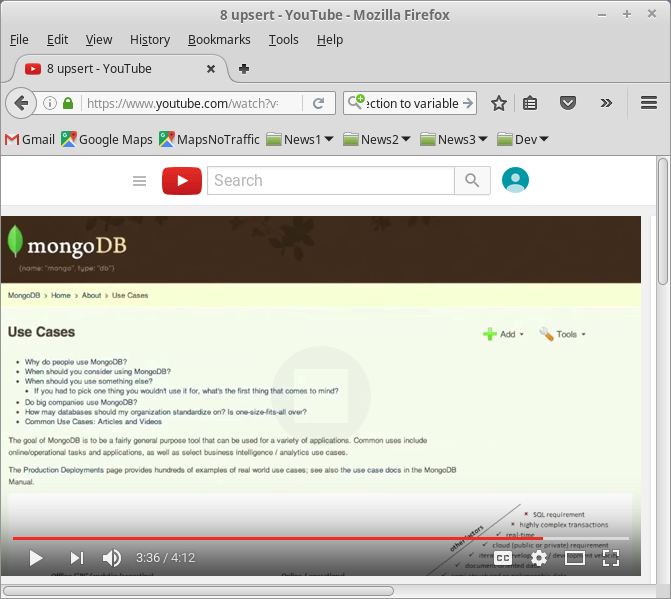 8 upsert - YouTube - Mozilla Firefox
File Edit View History Bookmarks Tools Help
8 upsert - YouTube
https://www.youtube.com/watch?v= ection to variable
Gmail Google Maps MapsNoTraffic News1 News2 News3 Dev
Search
mongoDB
{name: "mongo", type: "db"}
MongoDB > Home > About > Use Cases
Use Cases
Add Tools
Why do people use MongoDB?
When should you consider using MongoDB?
When should you use something else?
If you had to pick one thing you wouldn't use it for, what's the first thing that comes to mind?
Do big companies use MongoDB?
How may databases should my organization standardize on? Is one-size-fits-all over?
Common Use Cases: Articles and Videos
The goal of MongoDB is to be a fairly general purpose tool that can be used for a variety of applications. Common uses include
online/operational tasks and applications, as well as select business intelligence / analytics use cases.
The Production Deployments page provides hundreds of examples of real world use cases; see also the use case docs in the MongoDB
Manual.
SQL requirement
highly complex transactions
real-time
cloud (public or private) requirement
other factors
3:36 / 4:12
CC
document-oriented data